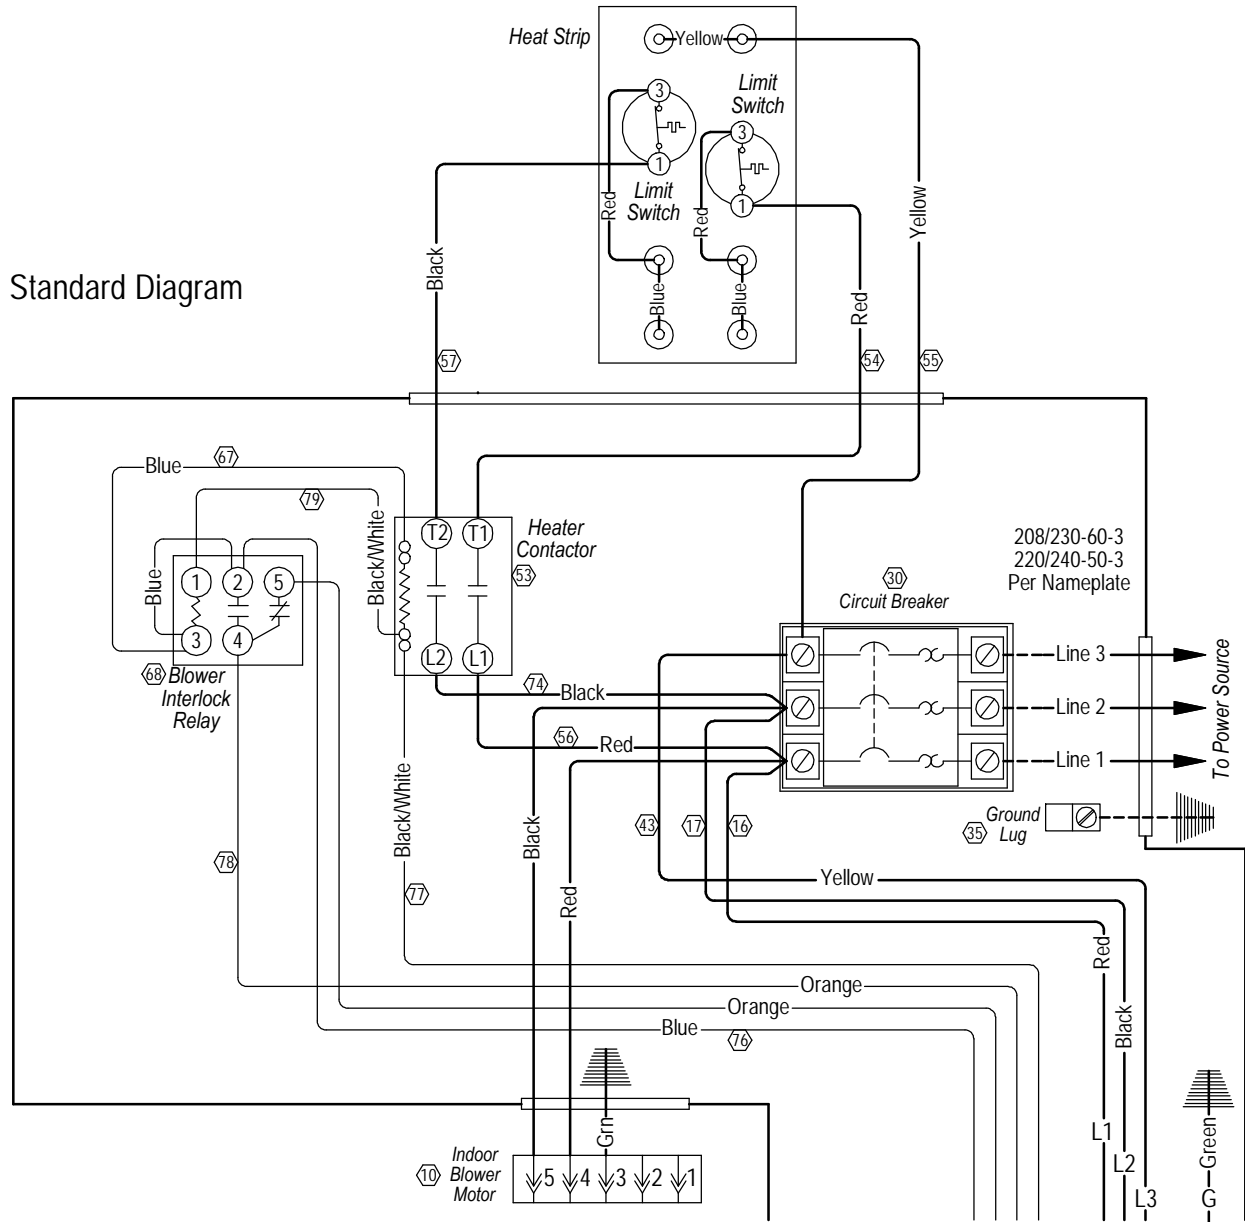 Heat Strip
Yellow
Limit
Switch
3
3
1
1
Limit
Switch
Red
Red
Yellow
Black
Standard Diagram
Blue
Blue
Red
57
54
55
Blue
67
79
Black/White
T2
T1
Heater
Contactor
53
208/230-60-3
220/240-50-3
Per Nameplate
30
Circuit Breaker
Blue
1
2
5
3
4
L2
L1
68
Blower
Interlock
Relay
74
Black
56
Red
Line 3
Line 2
Line 1
To Power Source
Black/White
Black
43
17
16
35
Ground
Lug
78
77
Red
Yellow
Red
Orange
Orange
Blue
76
Black
Grn
L1
L2
L3
Green
G
10
Indoor
Blower
Motor
5
4
3
2
1